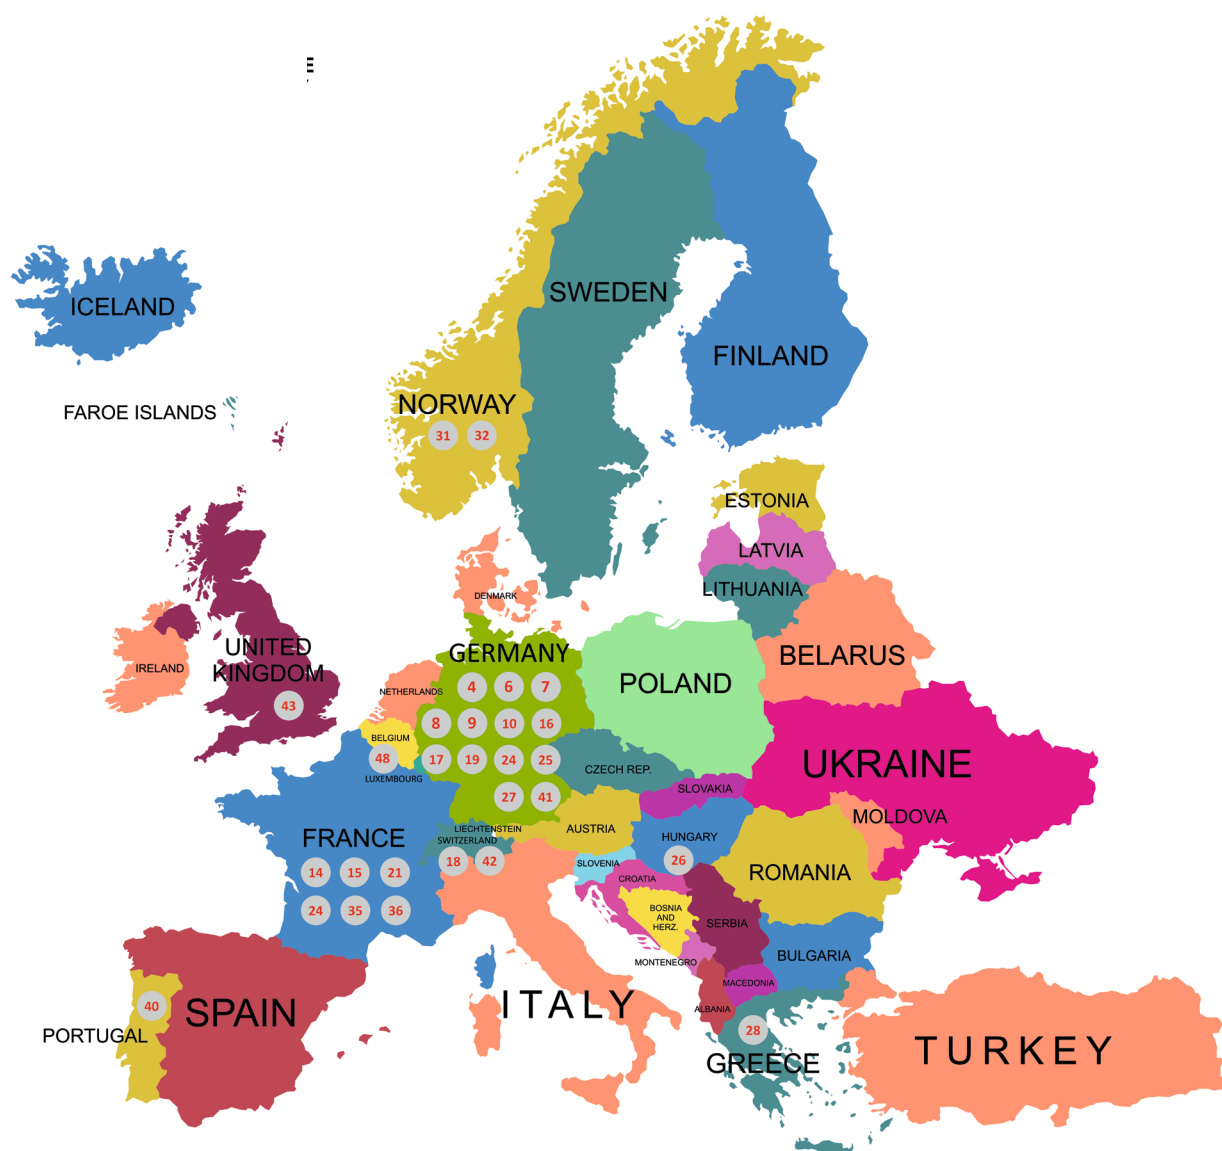 ICELAND
SWEDEN
FINLAND
FAROE ISLANDS
NORWAY
31 32
ESTONIA
LATVIA
LITHUANIA
DENMARK
UNITED
KINGDOM
43
IRELAND
BELARUS
GERMANY
4 6 7
8 9 10 16
17 19 24 25
27 41
POLAND
NETHERLANDS
BELGIUM
48
LUXEMBOURG
UKRAINE
CZECH REP.
SLOVAKIA
MOLDOVA
FRANCE
14 15 21
24 35 36
LIECHTENSTEIN
SWITZERLAND
18 42
AUSTRIA
HUNGARY
26
SLOVENIA
CROATIA
ROMANIA
BOSNIA
AND
HERZ.
SERBIA
BULGARIA
MONTENEGRO
MACEDONIA
ALBANIA
40
PORTUGAL
SPAIN
ITALY
28
GREECE
TURKEY